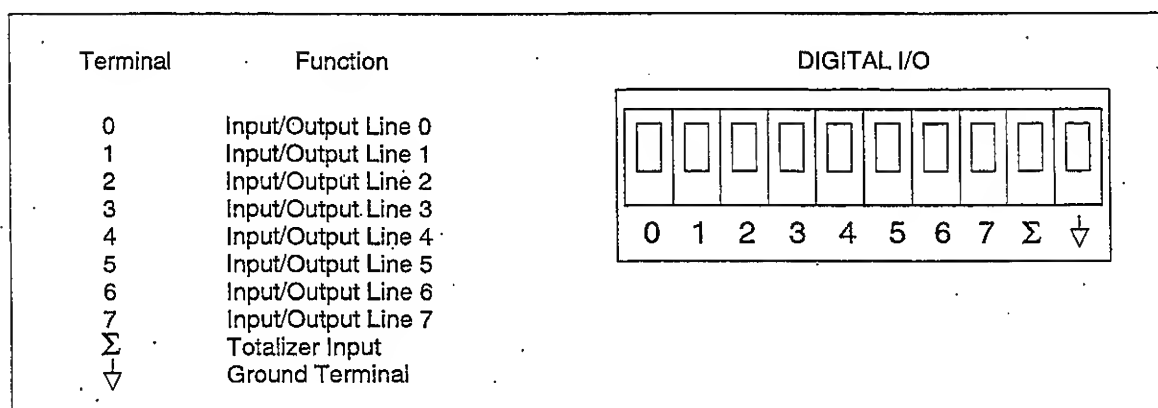 Terminal Function
0 Input/Output Line 0
1 Input/Output Line 1
2 Input/Output Line 2
3 Input/Output Line 3
4 Input/Output Line 4
5 Input/Output Line 5
6 Input/Output Line 6
7 Input/Output Line 7
Σ Totalizer Input
Ground Terminal
DIGITAL I/O
0 1 2 3 4 5 6 7 Σ